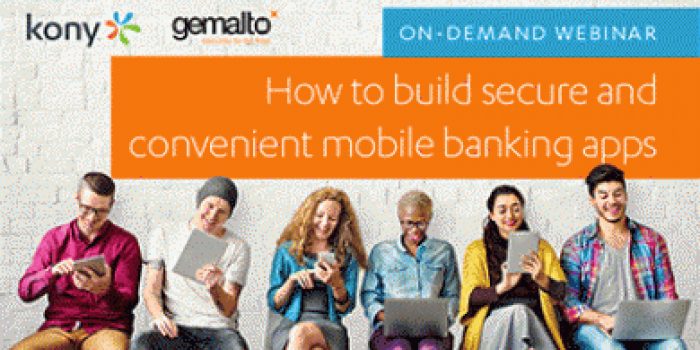 kony
gemalto
ON-DEMAND WEBINAR
How to build secure and
convenient mobile banking apps